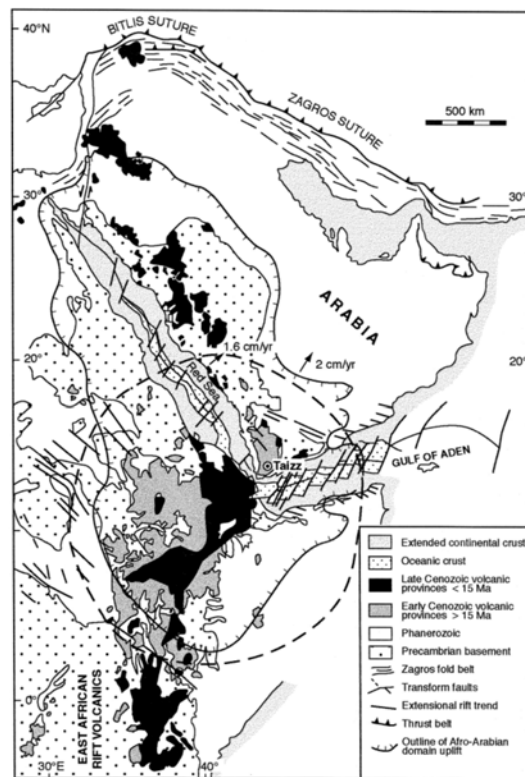 40°N
BITLIS SUTURE
ZAGROS SUTURE
500 km
30°
30°
ARABIA
1.6 cm/yr
2 cm/yr
20°
20°
Red Sea
Taizz
GULF OF ADEN
Extended continental crust
Oceanic crust
Late Cenozoic volcanic
provinces < 15 Ma
Early Cenozoic volcanic
provinces > 15 Ma
Phanerozoic
Precambrian basement
Zagros fold belt
Transform faults
Extensional rift trend
Thrust belt
Outline of Afro-Arabian
domain uplift
EAST AFRICAN
RIFT VOLCANICS
0°
30°E
40°